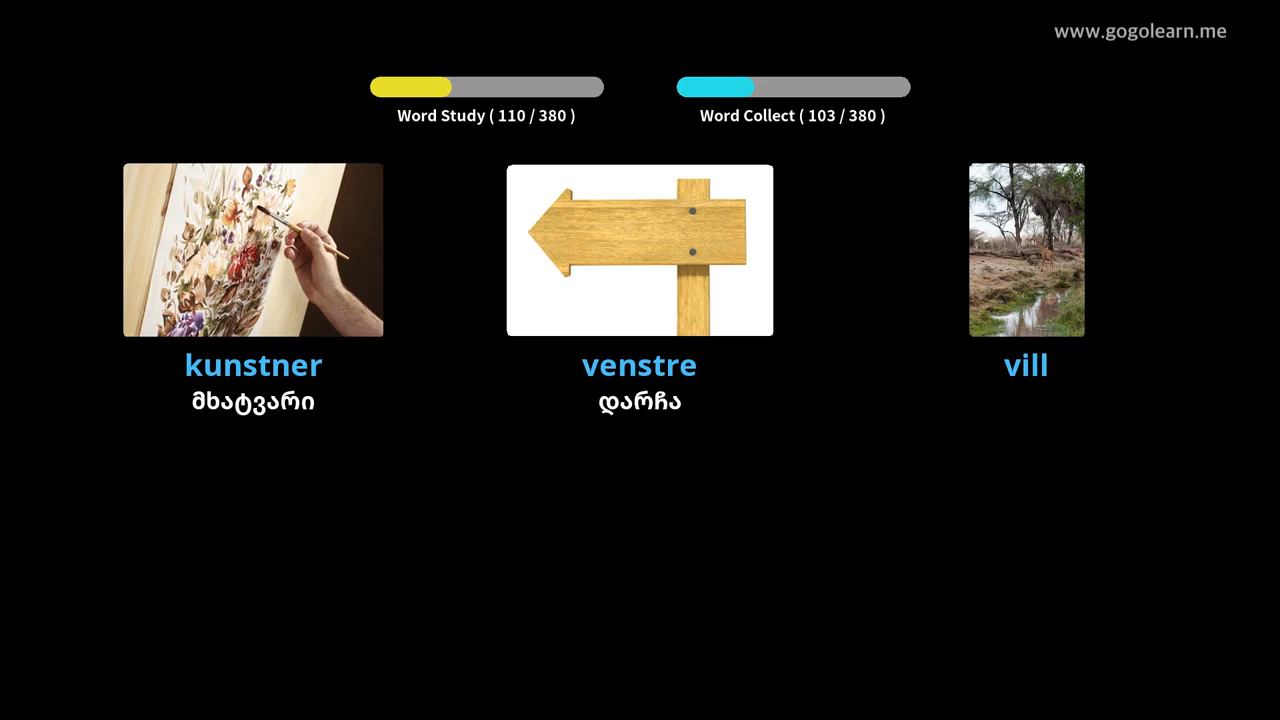 www.gogolearn.me
Word Study ( 110 / 380 )
Word Collect ( 103 / 380 )
kunstner
venstre
vill
მხატვარი
დარჩა